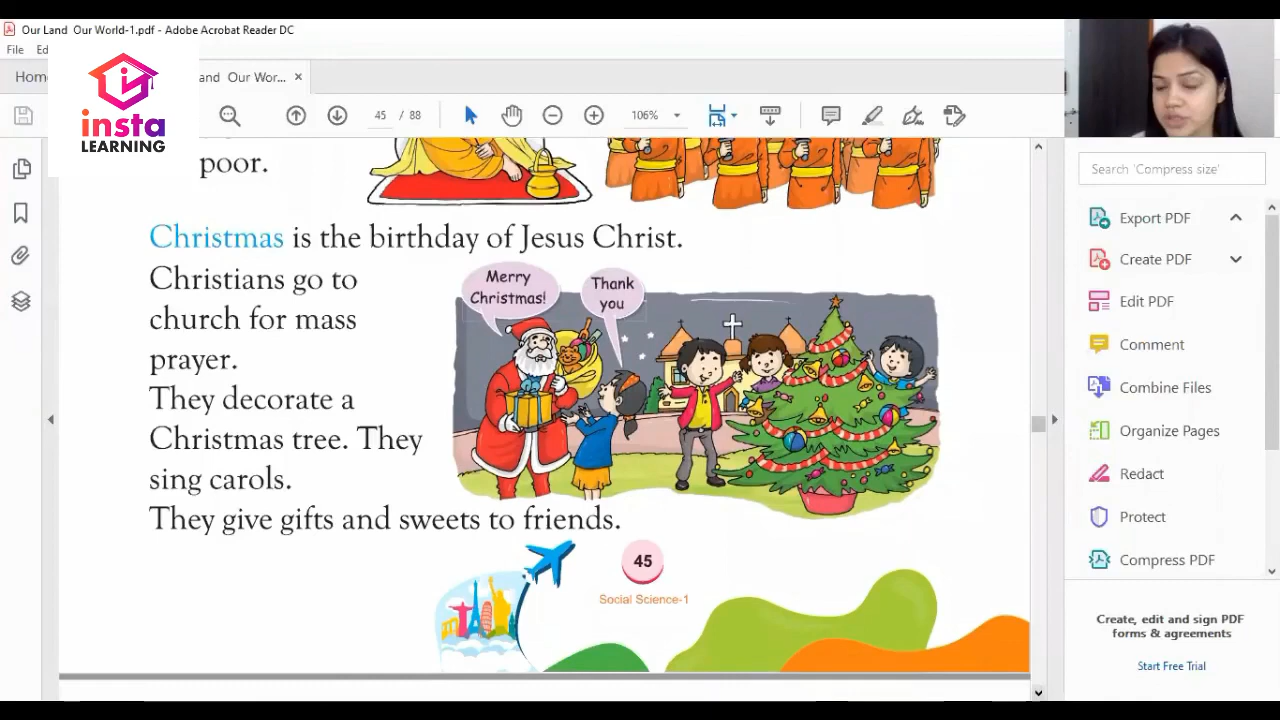 Our Land Our World-1.pdf - Adobe Acrobat Reader DC
File Ed
Hom
and Our Wor... ×
45 / 88
106%
insta
LEARNING
poor.
Christmas is the birthday of Jesus Christ.
Christians go to
church for mass
prayer.
They decorate a
Christmas tree. They
sing carols.
They give gifts and sweets to friends.
Merry
Christmas!
Thank
you
45
Social Science-1
Search 'Compress size'
Export PDF
Create PDF
Edit PDF
Comment
Combine Files
Organize Pages
Redact
Protect
Compress PDF
Create, edit and sign PDF
forms & agreements
Start Free Trial